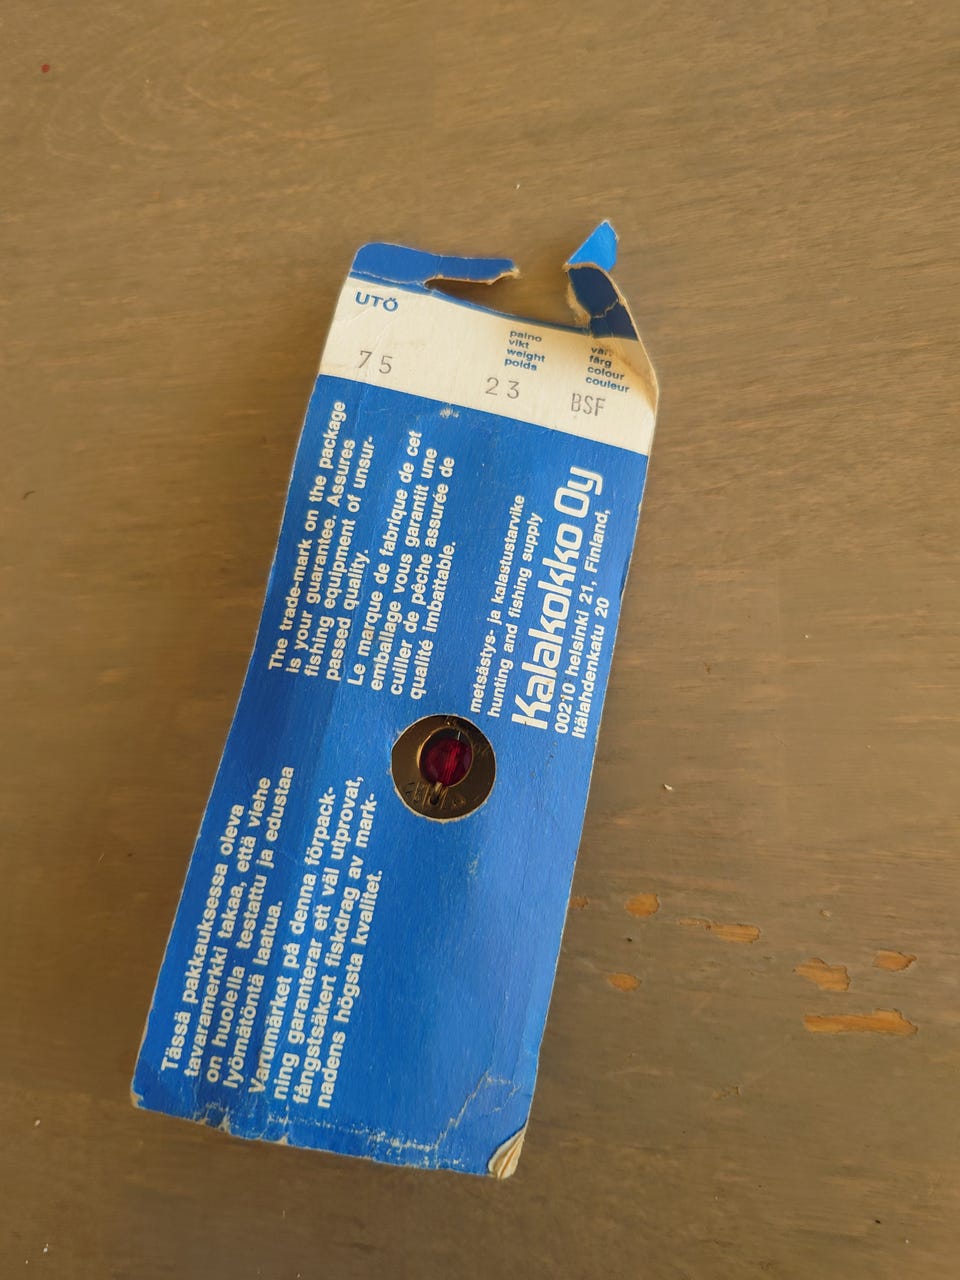 UTÖ
75
paino
vikt
weight
poids
23
väri
färg
colour
couleur
BSF
The trade-mark on the package
is your guarantee. Assures
fishing equipment of unsur-
passed quality.
Le marque de fabrique de cet
emballage vous garantit une
cuiller de pêche assurée de
qualité imbattable.
metsästys- ja kalastustarvike
hunting and fishing supply
Kalakokko Oy
00210 helsinki 21, Finland,
Itälahdenkatu 20
Tässä pakkauksessa oleva
tavaramerkki takaa, että viehe
on huolella testattu ja edustaa
lyömätöntä laatua.
Varumärket på denna förpack-
ning garanterar ett väl utprovat,
fångstsäkert fiskdrag av mark-
nadens högsta kvalitet.